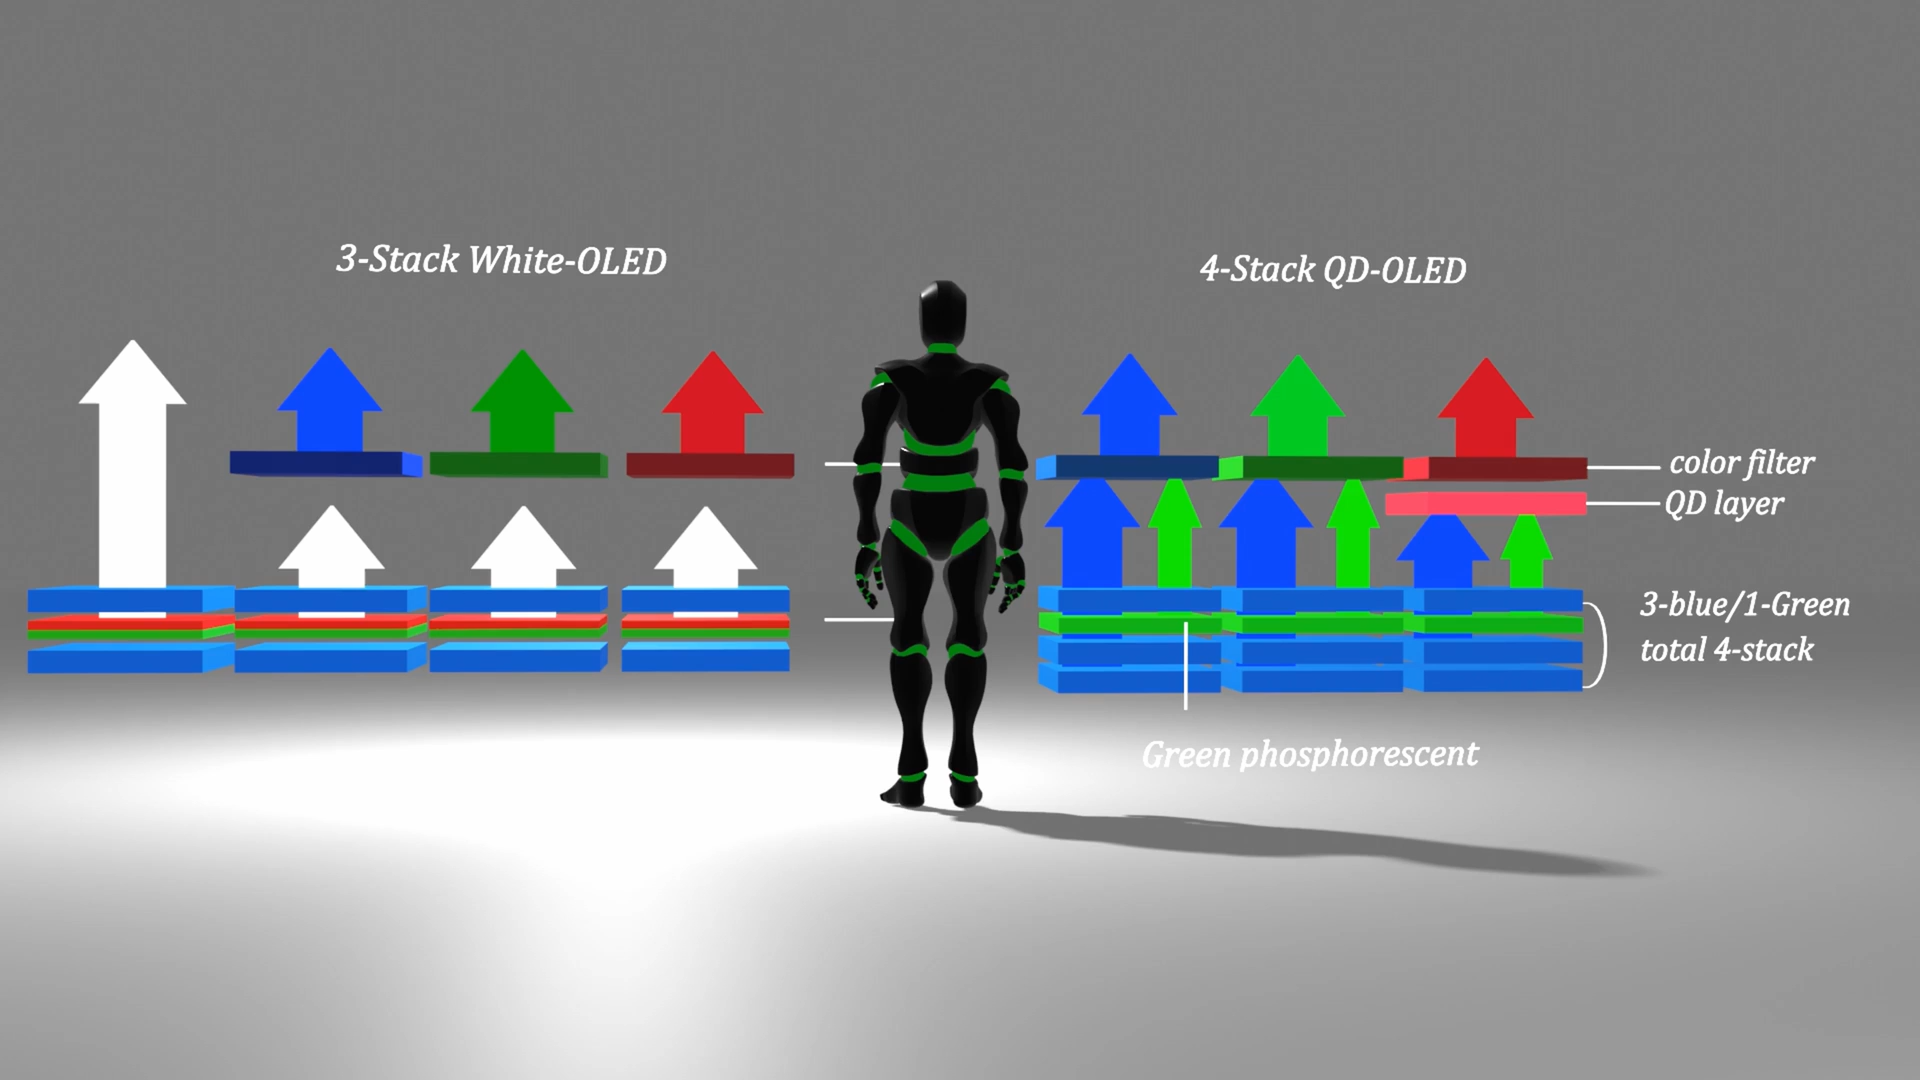 3-Stack White-OLED
4-Stack QD-OLED
color filter
QD layer
3-blue/1-Green
total 4-stack
Green phosphorescent